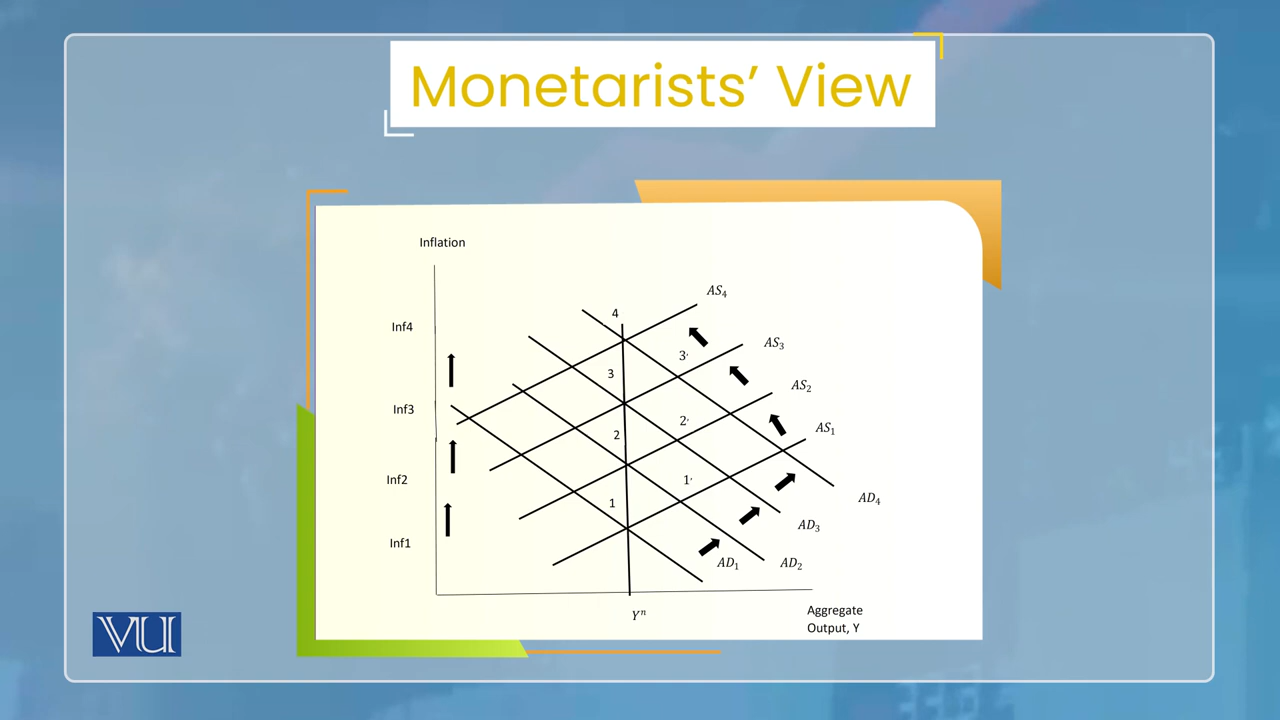 Monetarists’ View
Inflation
AS₄
4
Inf4
AS₃
3'
3
AS₂
Inf3
2'
AS₁
2
Inf2
1'
AD₄
1
AD₃
Inf1
AD₁
AD₂
Yⁿ
Aggregate
Output, Y
VU